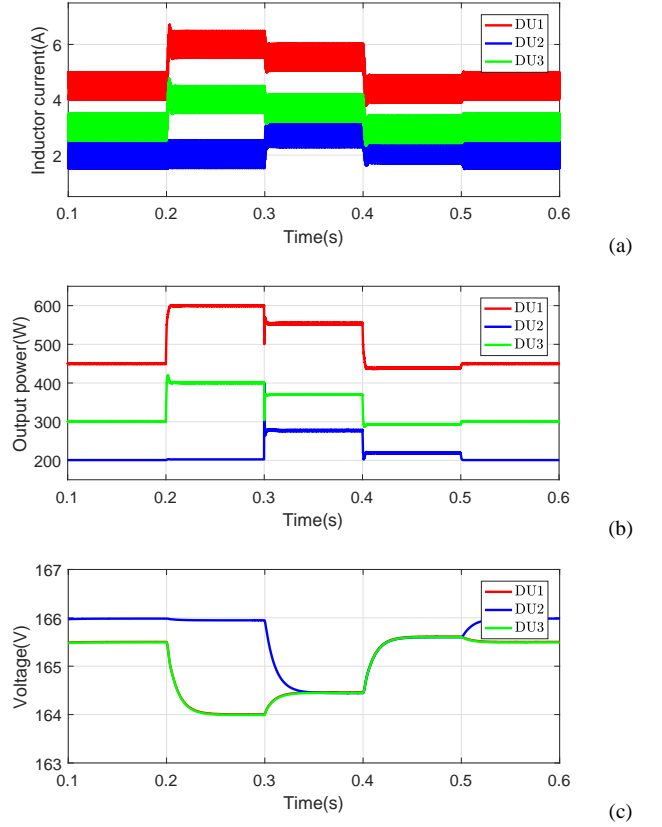 6
4
2
Inductor current(A)
DU1
DU2
DU3
0.1 0.2 0.3 0.4 0.5 0.6
Time(s)
(a)
600
500
400
300
200
Output power(W)
DU1
DU2
DU3
0.1 0.2 0.3 0.4 0.5 0.6
Time(s)
(b)
167
166
165
164
163
Voltage(V)
DU1
DU2
DU3
0.1 0.2 0.3 0.4 0.5 0.6
Time(s)
(c)